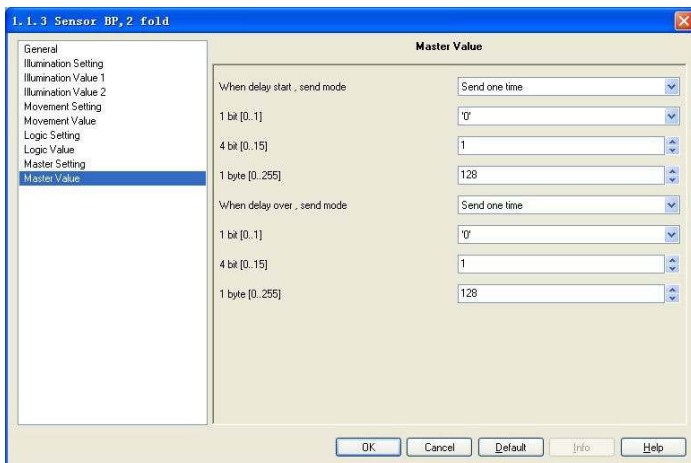 1.1.3 Sensor BP,2 fold
General
Illumination Setting
Illumination Value 1
Illumination Value 2
Movement Setting
Movement Value
Logic Setting
Logic Value
Master Setting
Master Value
Master Value
When delay start , send mode Send one time
1 bit [0..1] '0'
4 bit [0..15] 1
1 byte [0..255] 128
When delay over , send mode Send one time
1 bit [0..1] '0'
4 bit [0..15] 1
1 byte [0..255] 128
OK Cancel Default Info Help